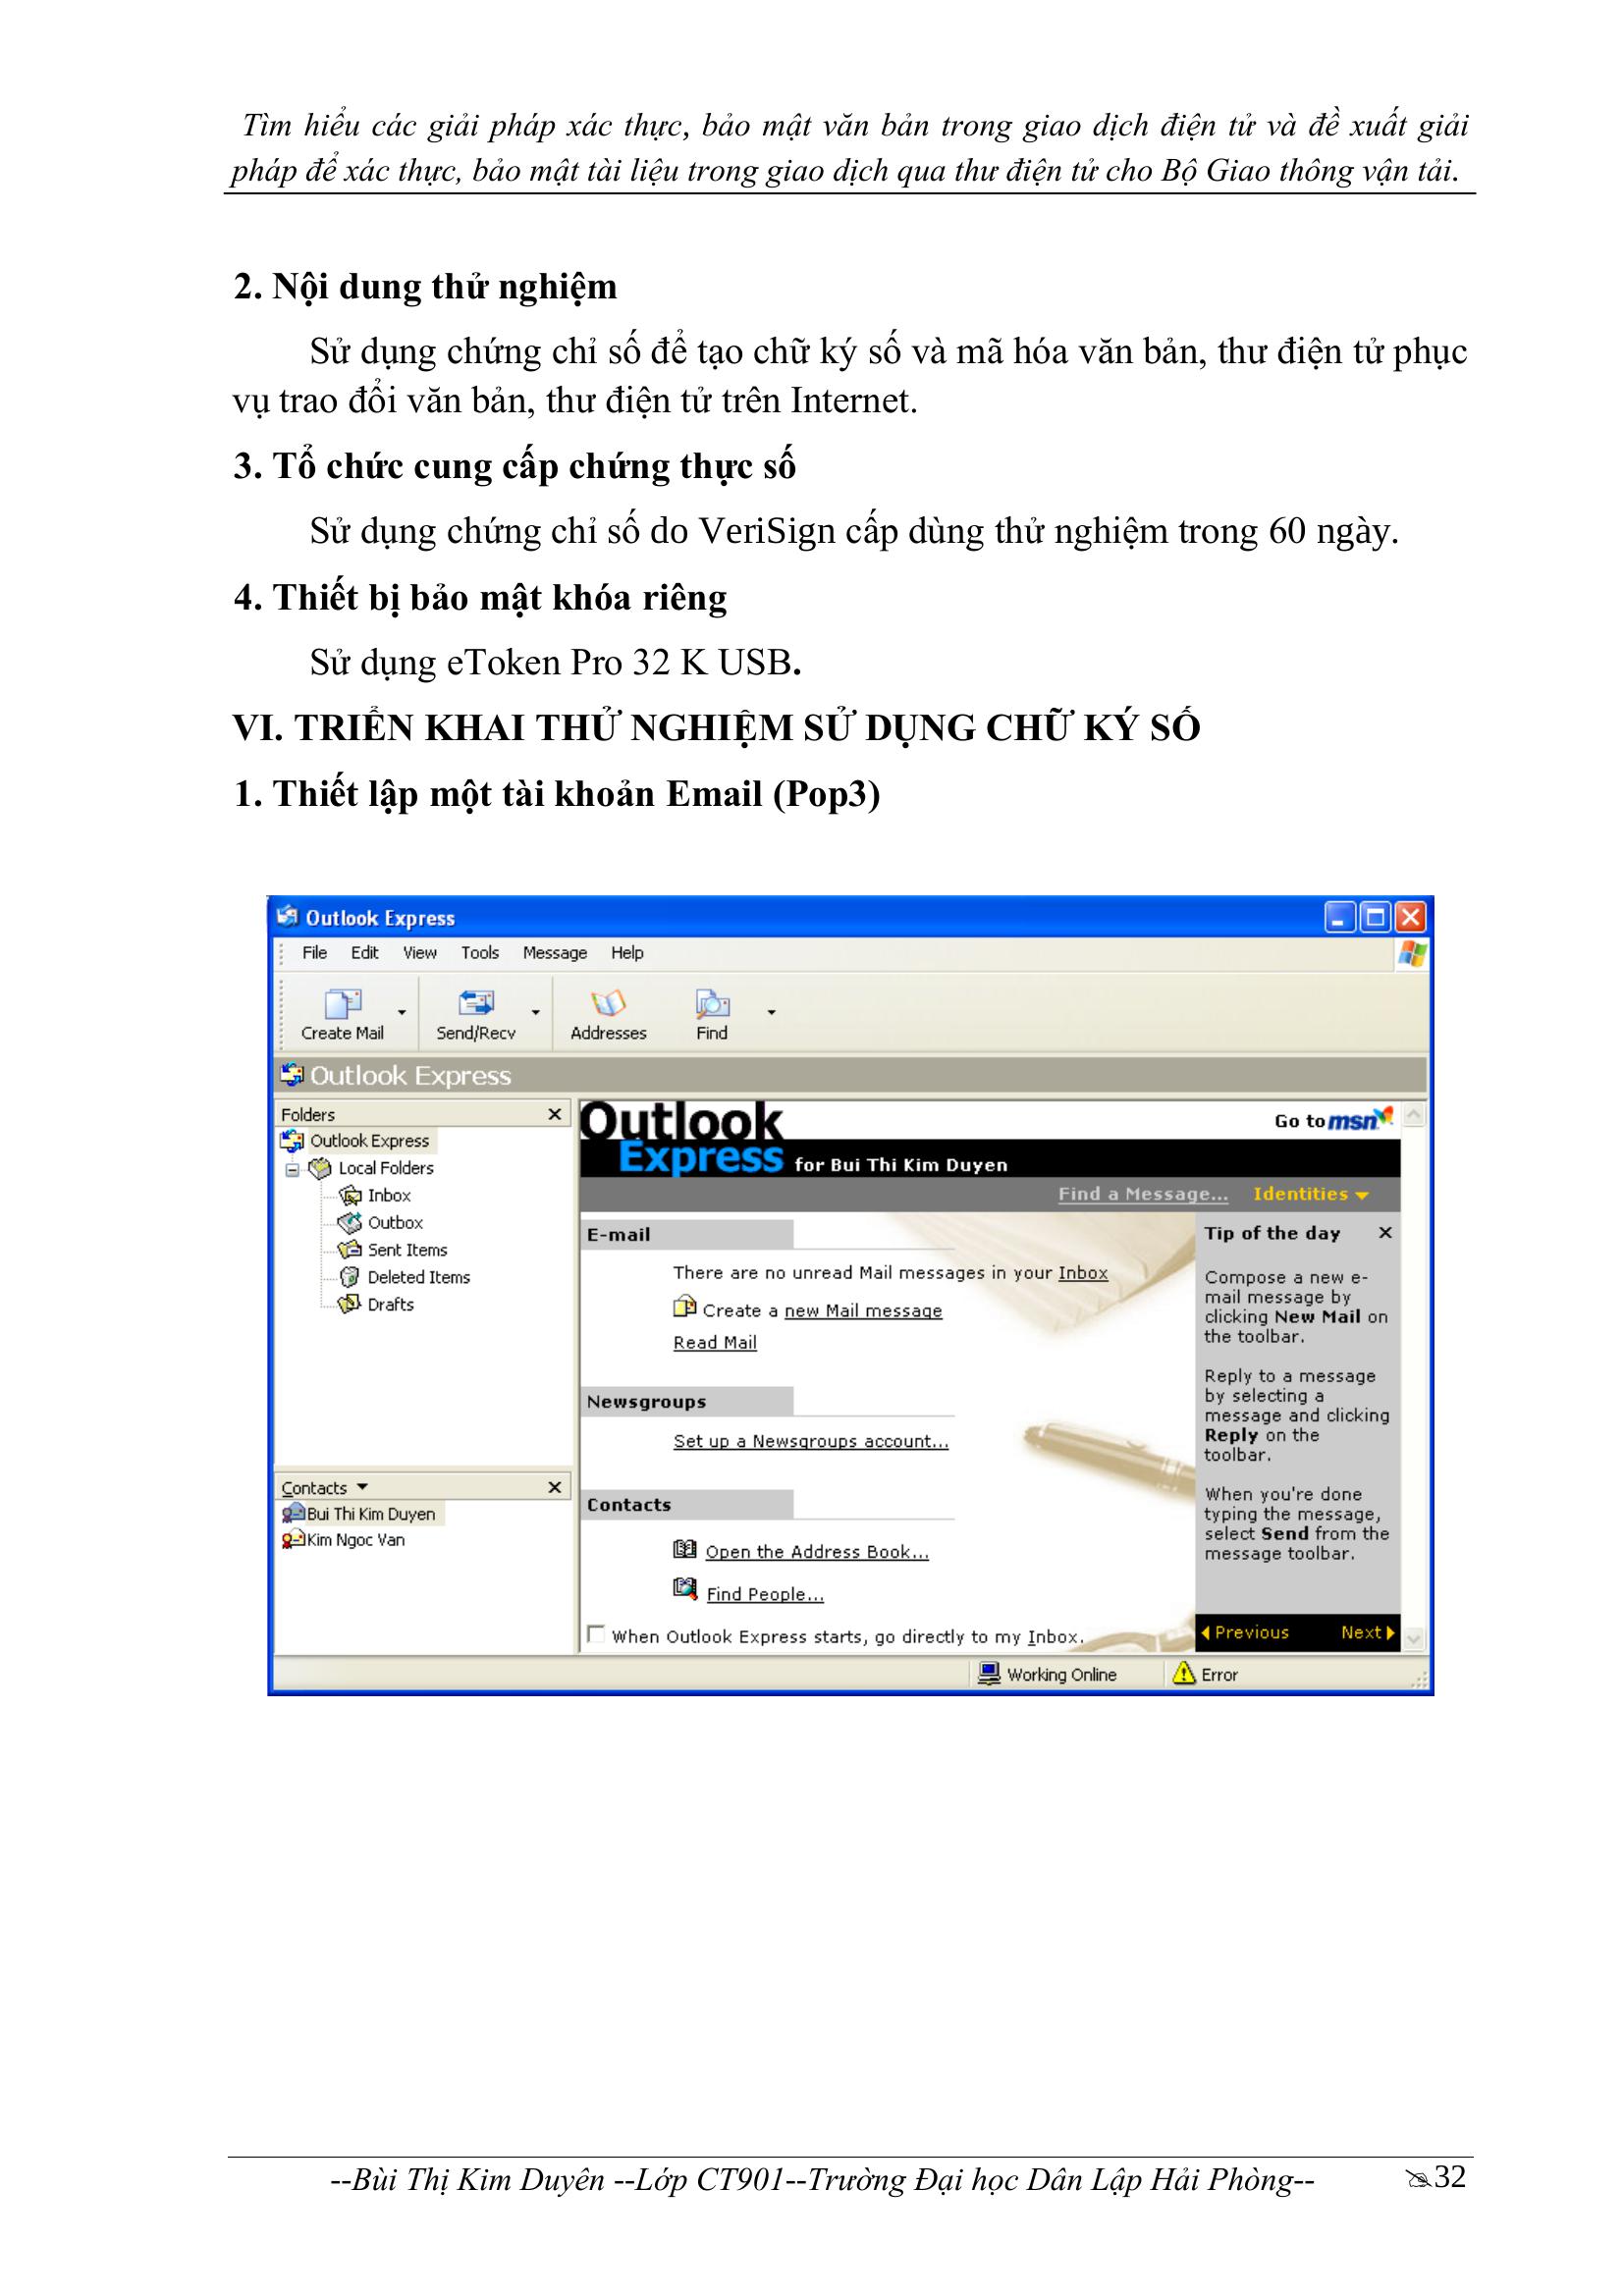 Tìm hiểu các giải pháp xác thực, bảo mật văn bản trong giao dịch điện tử và đề xuất giải
pháp để xác thực, bảo mật tài liệu trong giao dịch qua thư điện tử cho Bộ Giao thông vận tải.
2. Nội dung thử nghiệm
Sử dụng chứng chỉ số để tạo chữ ký số và mã hóa văn bản, thư điện tử phục
vụ trao đổi văn bản, thư điện tử trên Internet.
3. Tổ chức cung cấp chứng thực số
Sử dụng chứng chỉ số do VeriSign cấp dùng thử nghiệm trong 60 ngày.
4. Thiết bị bảo mật khóa riêng
Sử dụng eToken Pro 32 K USB.
VI. TRIỂN KHAI THỬ NGHIỆM SỬ DỤNG CHỮ KÝ SỐ
1. Thiết lập một tài khoản Email (Pop3)
Outlook Express
File Edit View Tools Message Help
Create Mail Send/Recv Addresses Find
Outlook Express
Folders
Outlook Express
Local Folders
Inbox
Outbox
Sent Items
Deleted Items
Drafts
Contacts
Bui Thi Kim Duyen
Kim Ngoc Van
Outlook
Express for Bui Thi Kim Duyen
Go to msn
Find a Message... Identities
E-mail
There are no unread Mail messages in your Inbox
Create a new Mail message
Read Mail
Newsgroups
Set up a Newsgroups account...
Contacts
Open the Address Book...
Find People...
When Outlook Express starts, go directly to my Inbox.
Tip of the day
Compose a new e-
mail message by
clicking New Mail on
the toolbar.
Reply to a message
by selecting a
message and clicking
Reply on the
toolbar.
When you're done
typing the message,
select Send from the
message toolbar.
Previous Next
Working Online Error
--Bùi Thị Kim Duyên --Lớp CT901--Trường Đại học Dân Lập Hải Phòng-- 32